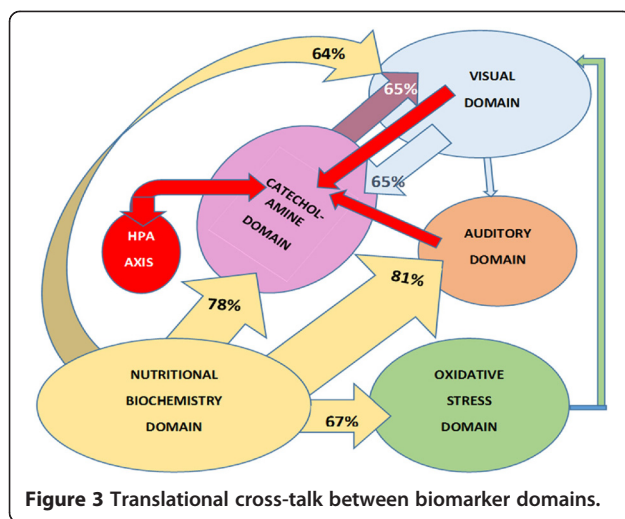 64%
VISUAL
DOMAIN
65%
65%
CATECHOL-
AMINE
DOMAIN
HPA
AXIS
AUDITORY
DOMAIN
81%
78%
NUTRITIONAL
BIOCHEMISTRY
DOMAIN
67%
OXIDATIVE
STRESS
DOMAIN
Figure 3 Translational cross-talk between biomarker domains.